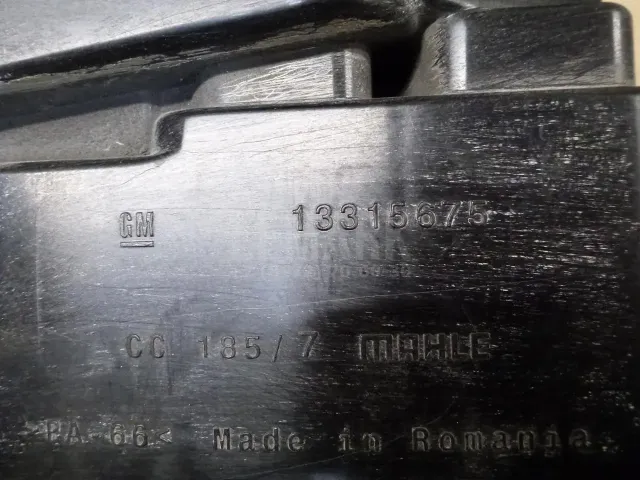 GM 13315675
CC 185/7 MAHLE
>PA-66< Made in Romania